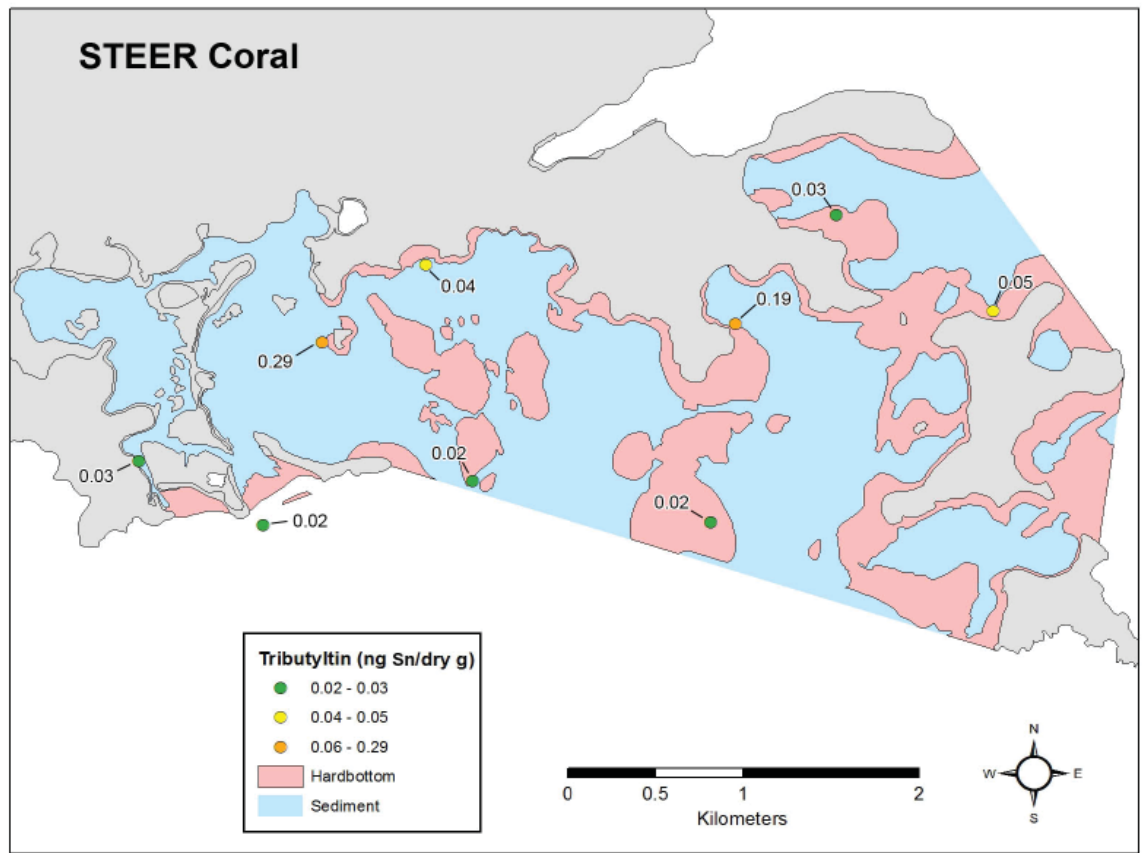 STEER Coral
0.03
0.04
0.05
0.19
0.29
0.03
0.02
0.02
0.02
Tributyltin (ng Sn/dry g)
0.02 - 0.03
0.04 - 0.05
0.06 - 0.29
Hardbottom
Sediment
0 0.5 1 2
Kilometers
N
W E
S